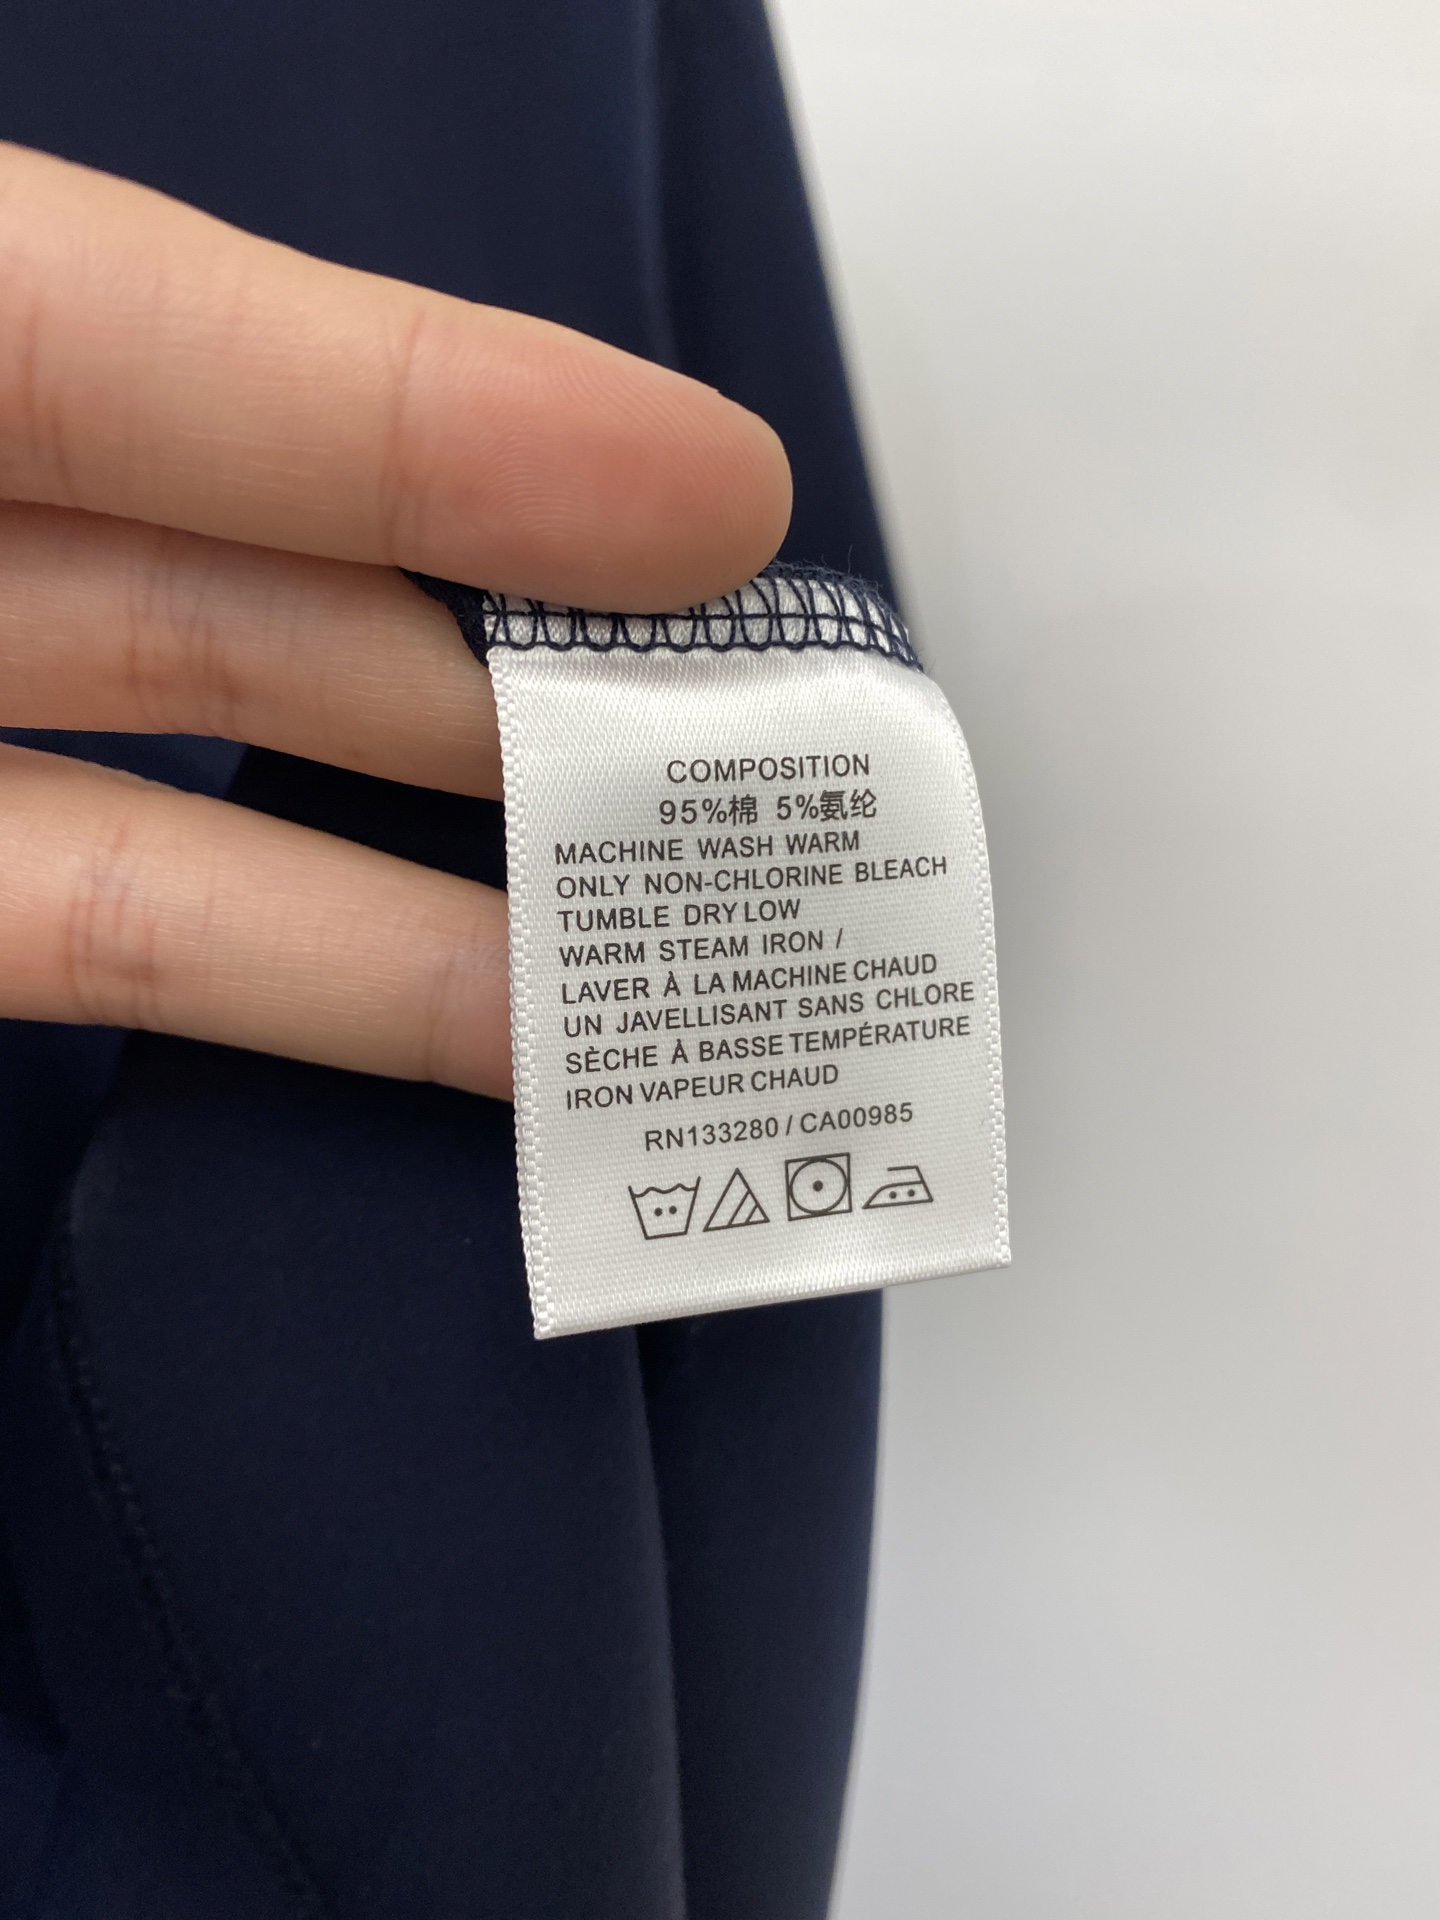 COMPOSITION
95%棉 5%氨纶
MACHINE WASH WARM
ONLY NON-CHLORINE BLEACH
TUMBLE DRY LOW
WARM STEAM IRON /
LAVER À LA MACHINE CHAUD
UN JAVELLISANT SANS CHLORE
SÈCHE À BASSE TEMPÉRATURE
IRON VAPEUR CHAUD
RN133280 / CA00985